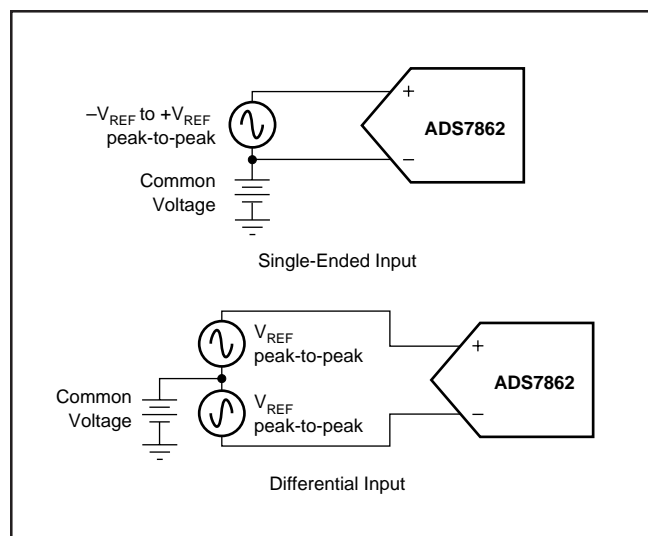 –VREF to +VREF
peak-to-peak
+
ADS7862
–
Common
Voltage
Single-Ended Input
VREF
peak-to-peak
+
ADS7862
Common
Voltage
VREF
peak-to-peak
–
Differential Input